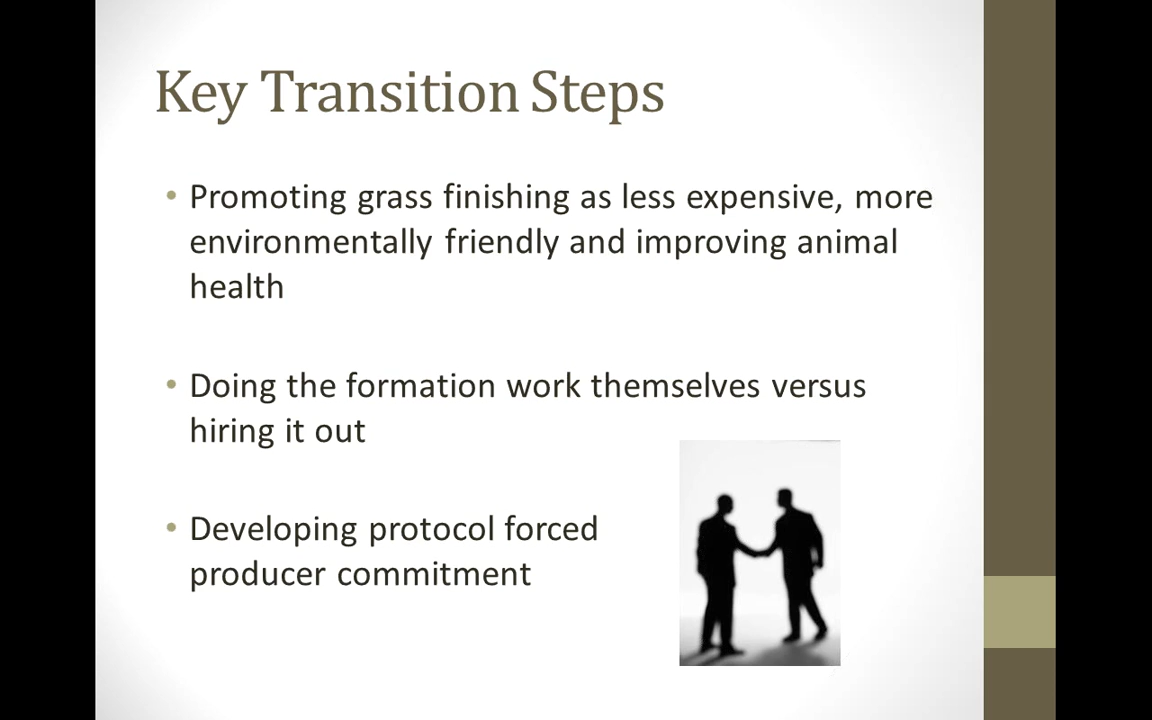 Key Transition Steps
• Promoting grass finishing as less expensive, more
environmentally friendly and improving animal
health
• Doing the formation work themselves versus
hiring it out
• Developing protocol forced
producer commitment